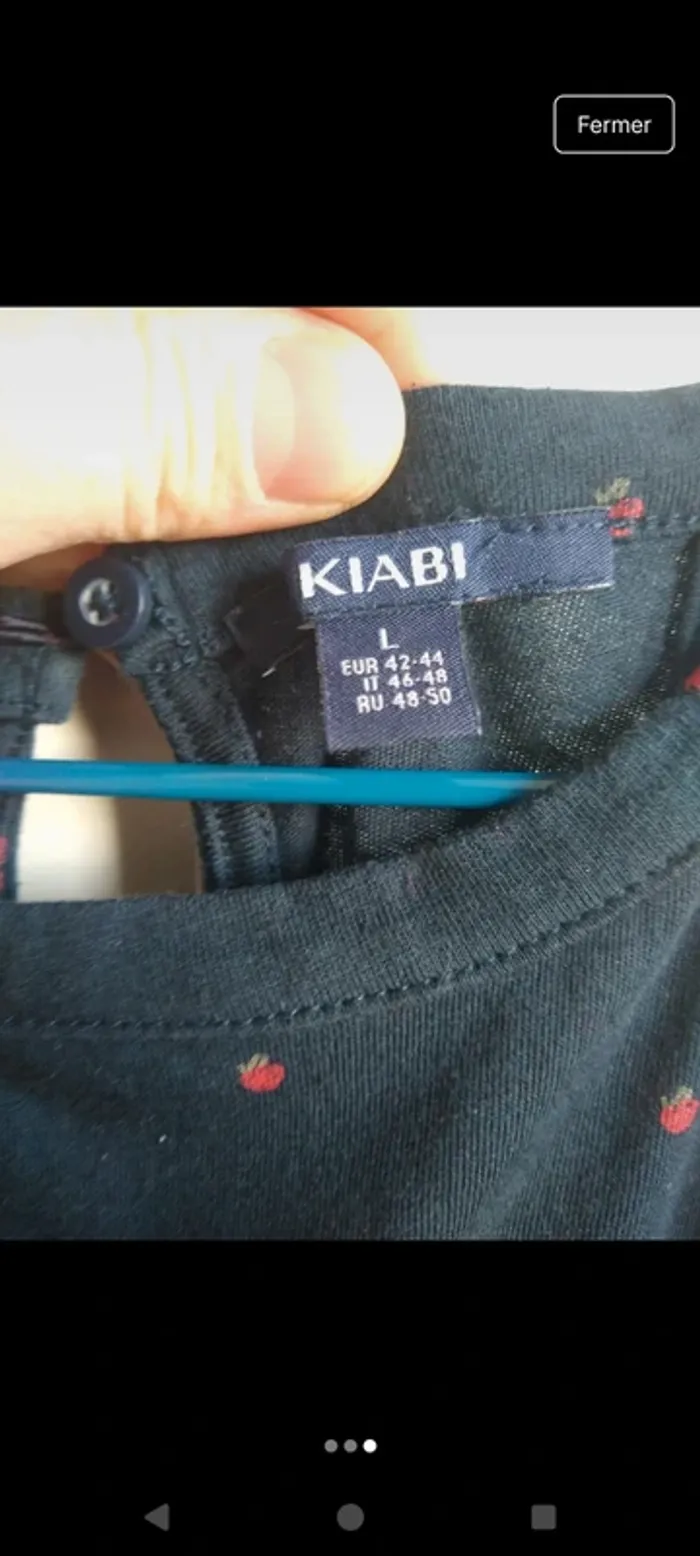 Fermer
KIABI
L
EUR 42-44
IT 46-48
RU 48-50